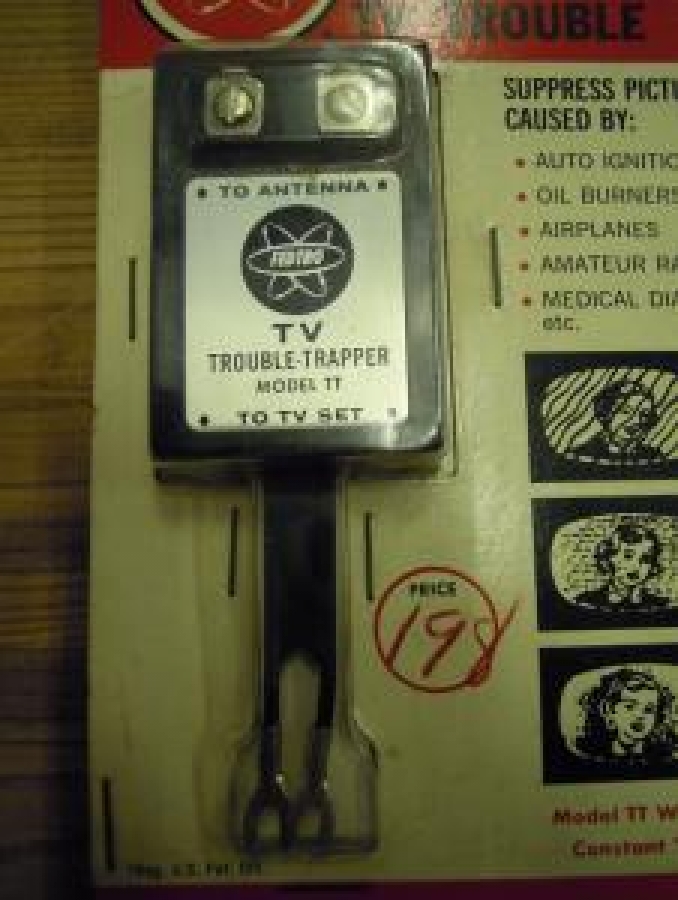 TV TROUBLE
SUPPRESS PICTU
CAUSED BY:
• AUTO IGNITIO
• OIL BURNERS
• AIRPLANES
• AMATEUR RA
• MEDICAL DIA
etc.
• TO ANTENNA •
TV
TROUBLE-TRAPPER
MODEL TT
• TO TV SET •
PRICE
198
Model TT W
Constant